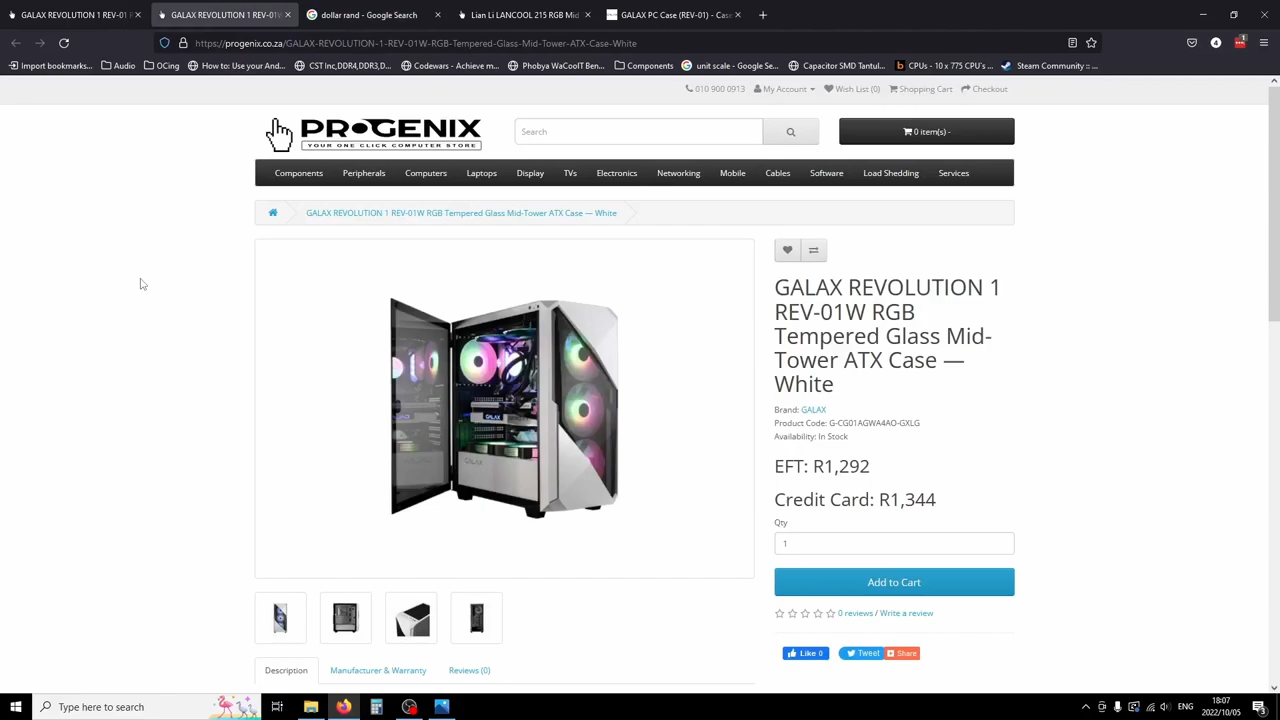 GALAX REVOLUTION 1 REV-01 F
GALAX REVOLUTION 1 REV-01W
dollar rand - Google Search
Lian Li LANCOOL 215 RGB Mid
GALAX PC Case (REV-01) - Case
https://progenix.co.za/GALAX-REVOLUTION-1-REV-01W-RGB-Tempered-Glass-Mid-Tower-ATX-Case-White
4
1
Import bookmarks...
Audio
OCing
How to: Use your And...
CST Inc,DDR4,DDR3,D...
Codewars - Achieve m...
Phobya WaCoolT Ben...
Components
unit scale - Google Se...
Capacitor SMD Tantul...
CPUs - 10 x 775 CPU's ...
Steam Community :: ...
010 900 0913
My Account
Wish List (0)
Shopping Cart
Checkout
PROGENIX
YOUR ONE CLICK COMPUTER STORE
Search
0 item(s) -
Components
Peripherals
Computers
Laptops
Display
TVs
Electronics
Networking
Mobile
Cables
Software
Load Shedding
Services
GALAX REVOLUTION 1 REV-01W RGB Tempered Glass Mid-Tower ATX Case — White
GALAX
GALAX
GALAX REVOLUTION 1
REV-01W RGB
Tempered Glass Mid-
Tower ATX Case —
White
Brand: GALAX
Product Code: G-CG01AGWA4AO-GXLG
Availability: In Stock
EFT: R1,292
Credit Card: R1,344
Qty
1
Add to Cart
0 reviews / Write a review
Like 0
Tweet
Share
Description
Manufacturer & Warranty
Reviews (0)
Type here to search
ENG
18:07
2022/10/05
3